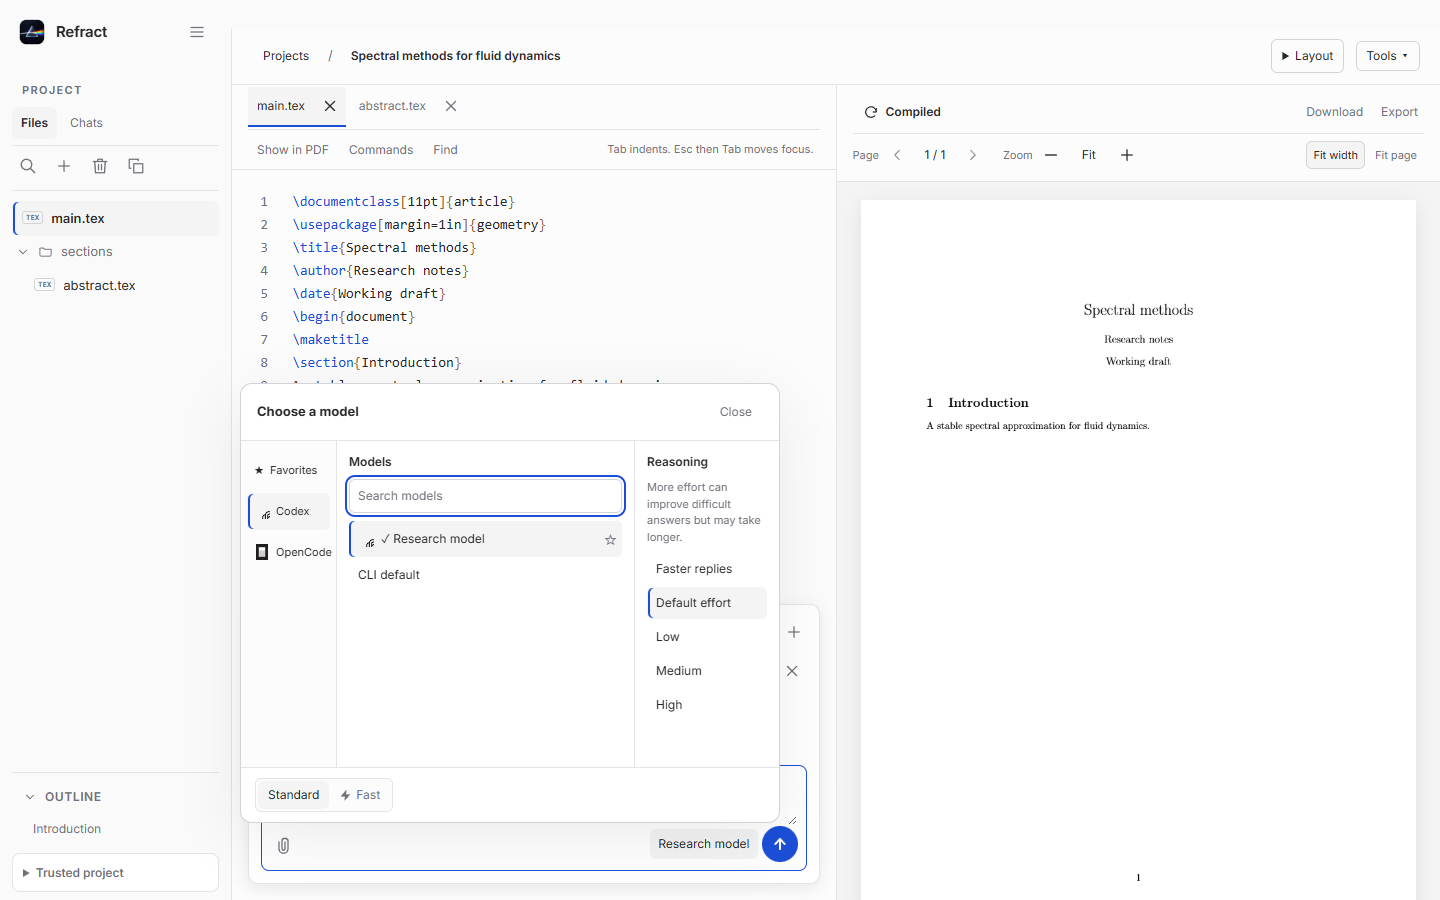 Refract
PROJECT
Files
Chats
TEX main.tex
sections
TEX abstract.tex
OUTLINE
Introduction
Trusted project
Projects / Spectral methods for fluid dynamics
Layout
Tools
main.tex
abstract.tex
Show in PDF
Commands
Find
Tab indents. Esc then Tab moves focus.
1 \documentclass[11pt]{article}
2 \usepackage[margin=1in]{geometry}
3 \title{Spectral methods}
4 \author{Research notes}
5 \date{Working draft}
6 \begin{document}
7 \maketitle
8 \section{Introduction}
Choose a model
Close
Favorites
Codex
OpenCode
Models
Search models
✓ Research model
CLI default
Reasoning
More effort can
improve difficult
answers but may take
longer.
Faster replies
Default effort
Low
Medium
High
Standard
Fast
Research model
Compiled
Download
Export
Page
1 / 1
Zoom
Fit
Fit width
Fit page
Spectral methods
Research notes
Working draft
1 Introduction
A stable spectral approximation for fluid dynamics.
1